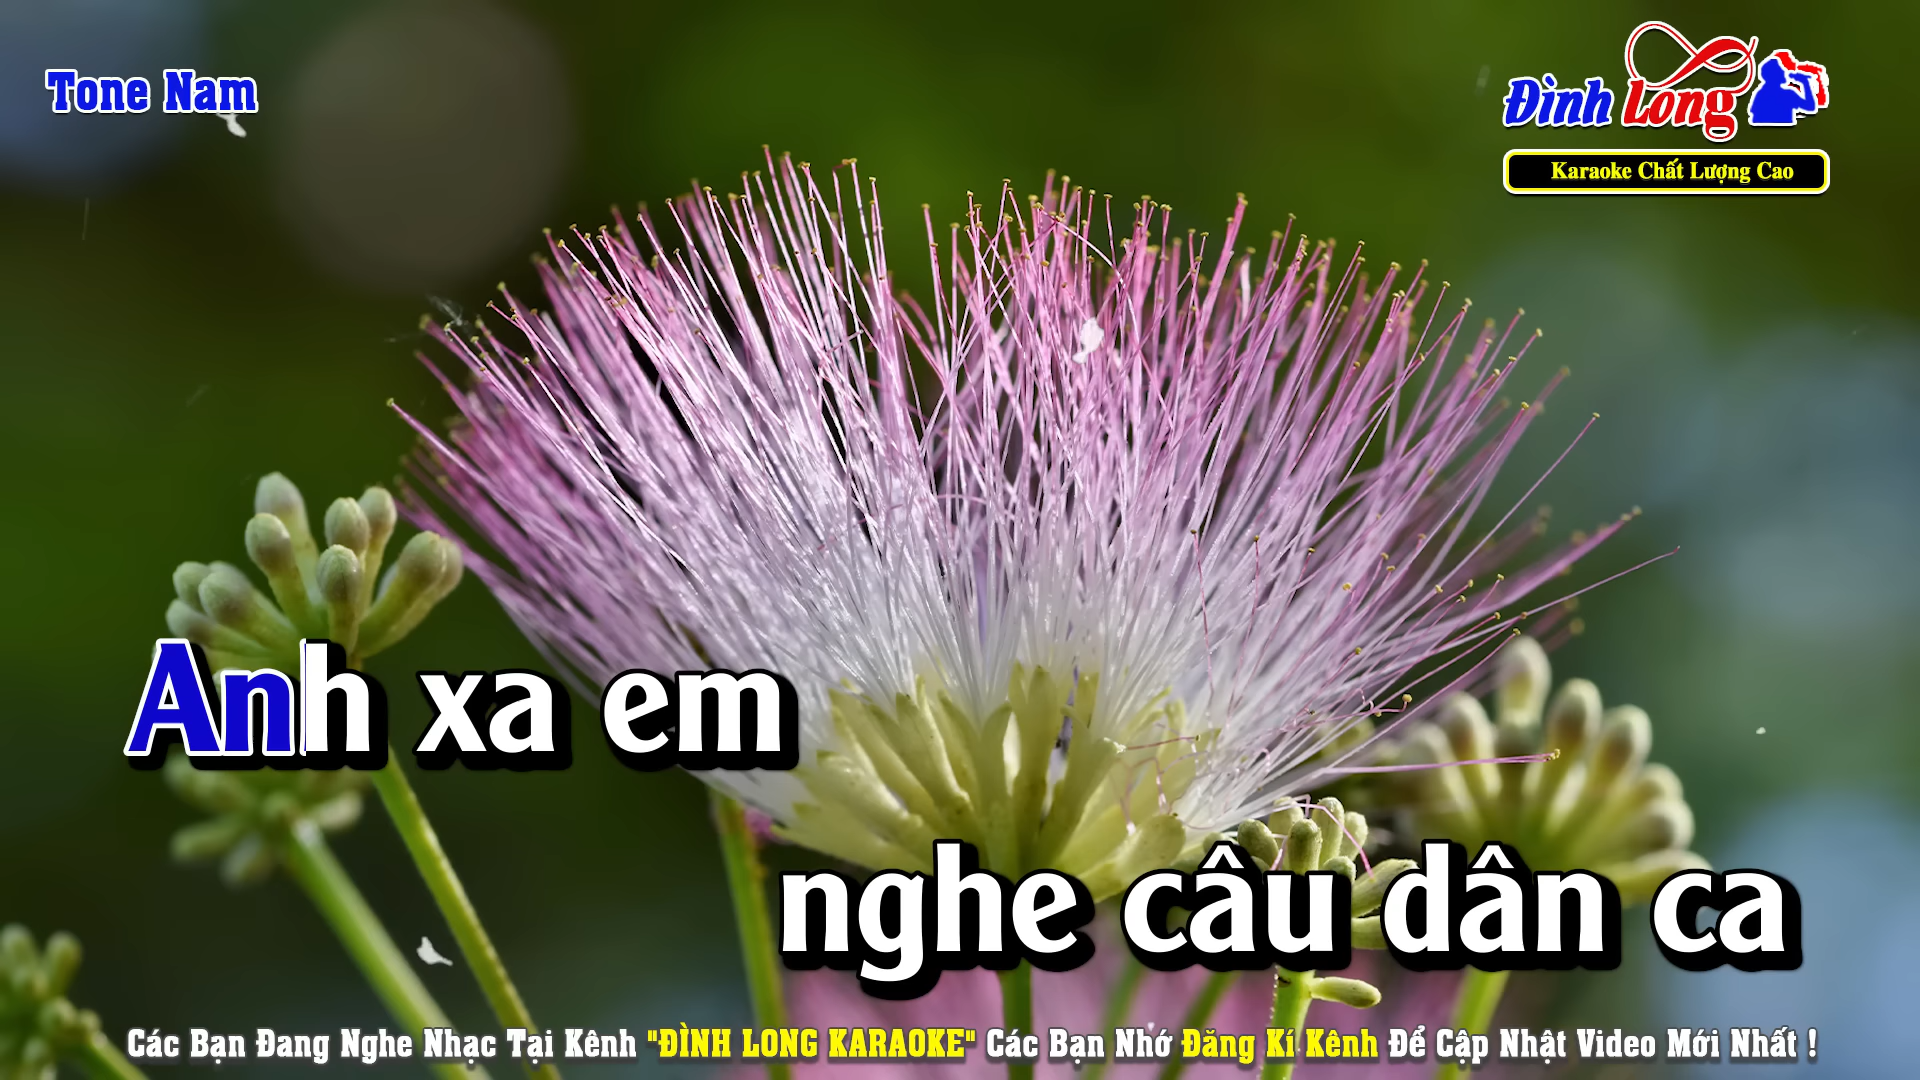 Tone Nam
Đình Long
Karaoke Chất Lượng Cao
Anh xa em
nghe câu dân ca
Các Bạn Đang Nghe Nhạc Tại Kênh "ĐÌNH LONG KARAOKE" Các Bạn Nhớ Đăng Kí Kênh Để Cập Nhật Video Mới Nhất !